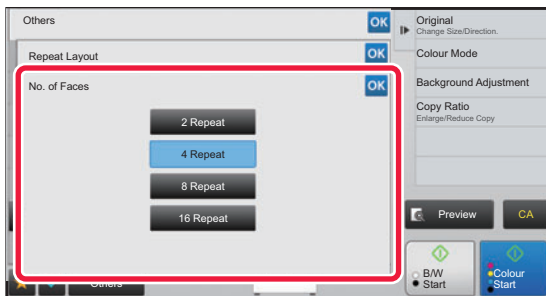 Others
OK
Repeat Layout
OK
No. of Faces
OK
2 Repeat
4 Repeat
8 Repeat
16 Repeat
Others
Original
Change Size/Direction.
Colour Mode
Background Adjustment
Copy Ratio
Enlarge/Reduce Copy
Preview
CA
B/W
Start
Colour
Start